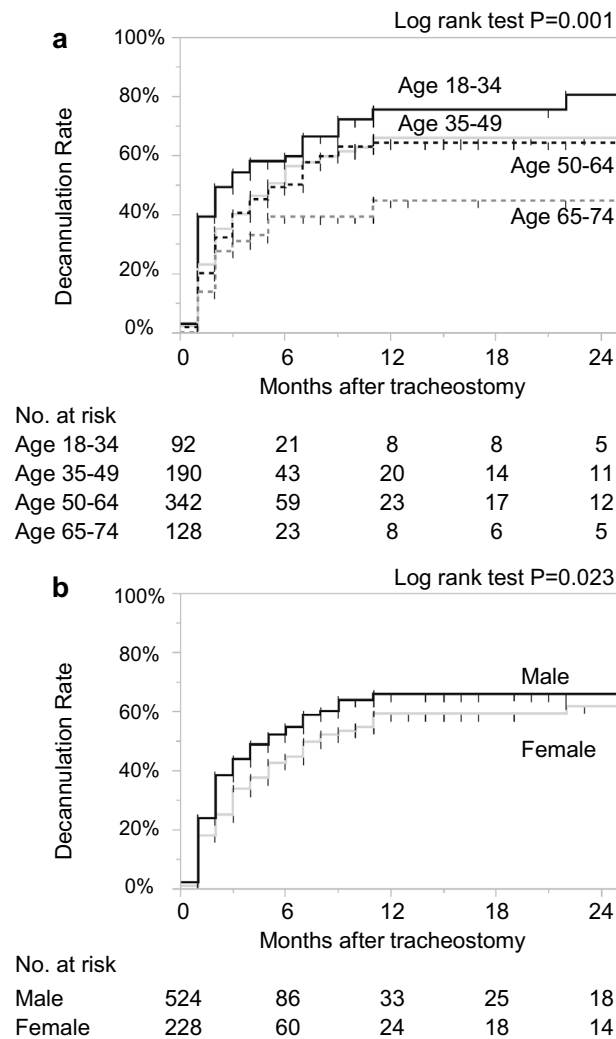 a
Log rank test P=0.001
100%
80%
60%
40%
20%
0%
Decannulation Rate
Age 18-34
Age 35-49
Age 50-64
Age 65-74
0 6 12 18 24
Months after tracheostomy
No. at risk
Age 18-34 92 21 8 8 5
Age 35-49 190 43 20 14 11
Age 50-64 342 59 23 17 12
Age 65-74 128 23 8 6 5
b
Log rank test P=0.023
100%
80%
60%
40%
20%
0%
Decannulation Rate
Male
Female
0 6 12 18 24
Months after tracheostomy
No. at risk
Male 524 86 33 25 18
Female 228 60 24 18 14